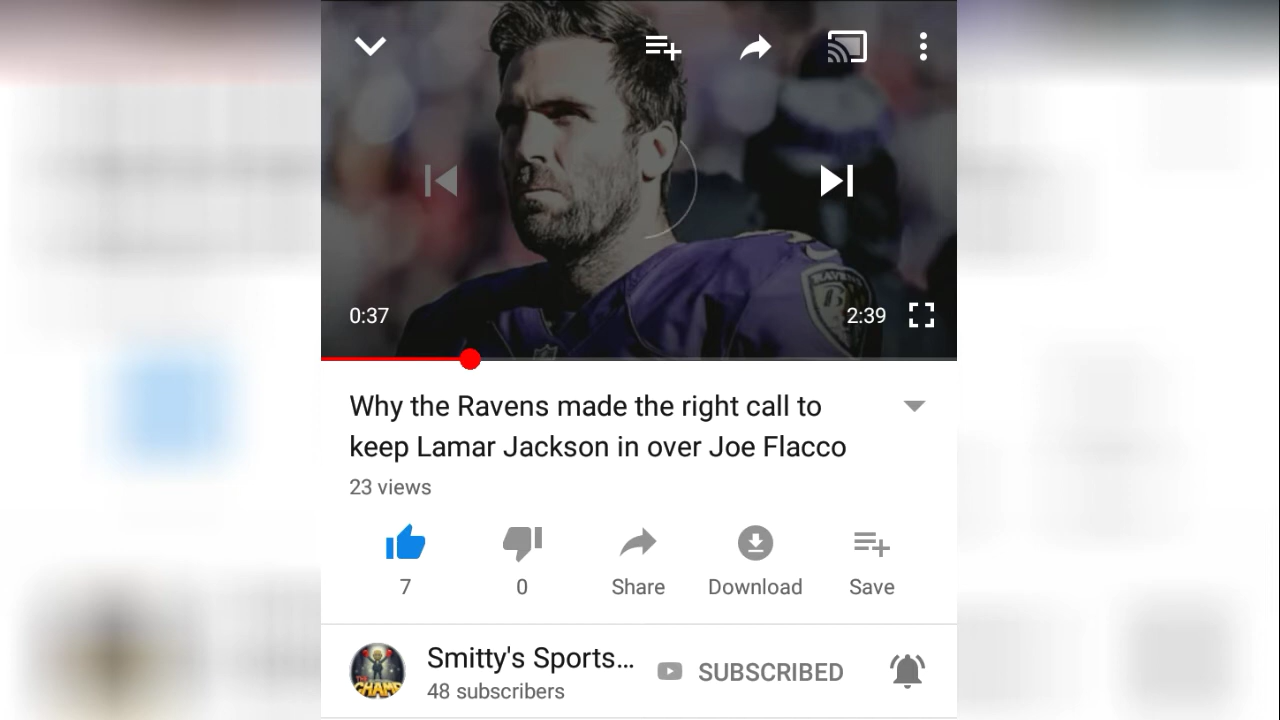 0:37
2:39
Why the Ravens made the right call to
keep Lamar Jackson in over Joe Flacco
23 views
7
0
Share
Download
Save
Smitty's Sports...
SUBSCRIBED
48 subscribers